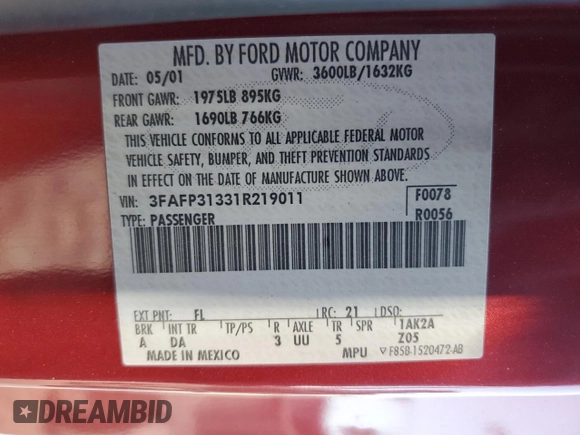 MFD. BY FORD MOTOR COMPANY
DATE: 05/01 GVWR: 3600LB/1632KG
FRONT GAWR: 1975LB 895KG
REAR GAWR: 1690LB 766KG
THIS VEHICLE CONFORMS TO ALL APPLICABLE FEDERAL MOTOR
VEHICLE SAFETY, BUMPER, AND THEFT PREVENTION STANDARDS
IN EFFECT ON THE DATE OF MANUFACTURE SHOWN ABOVE.
VIN: 3FAFP31331R219011 F0078
TYPE: PASSENGER R0056
EXT PNT: FL RC: 21 DSO:
BRK INT TR TP/PS R AXLE TR SPR 1AK2A
A DA 3 UU 5 Z05
MADE IN MEXICO MPU F85B-1520472-AB
DREAMBID